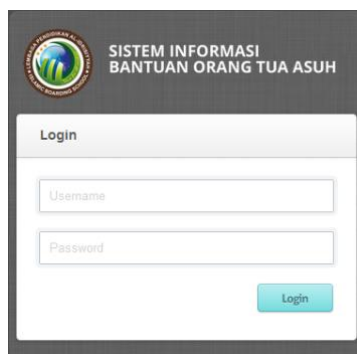 SISTEM INFORMASI
BANTUAN ORANG TUA ASUH
Login
Username
Password
Login